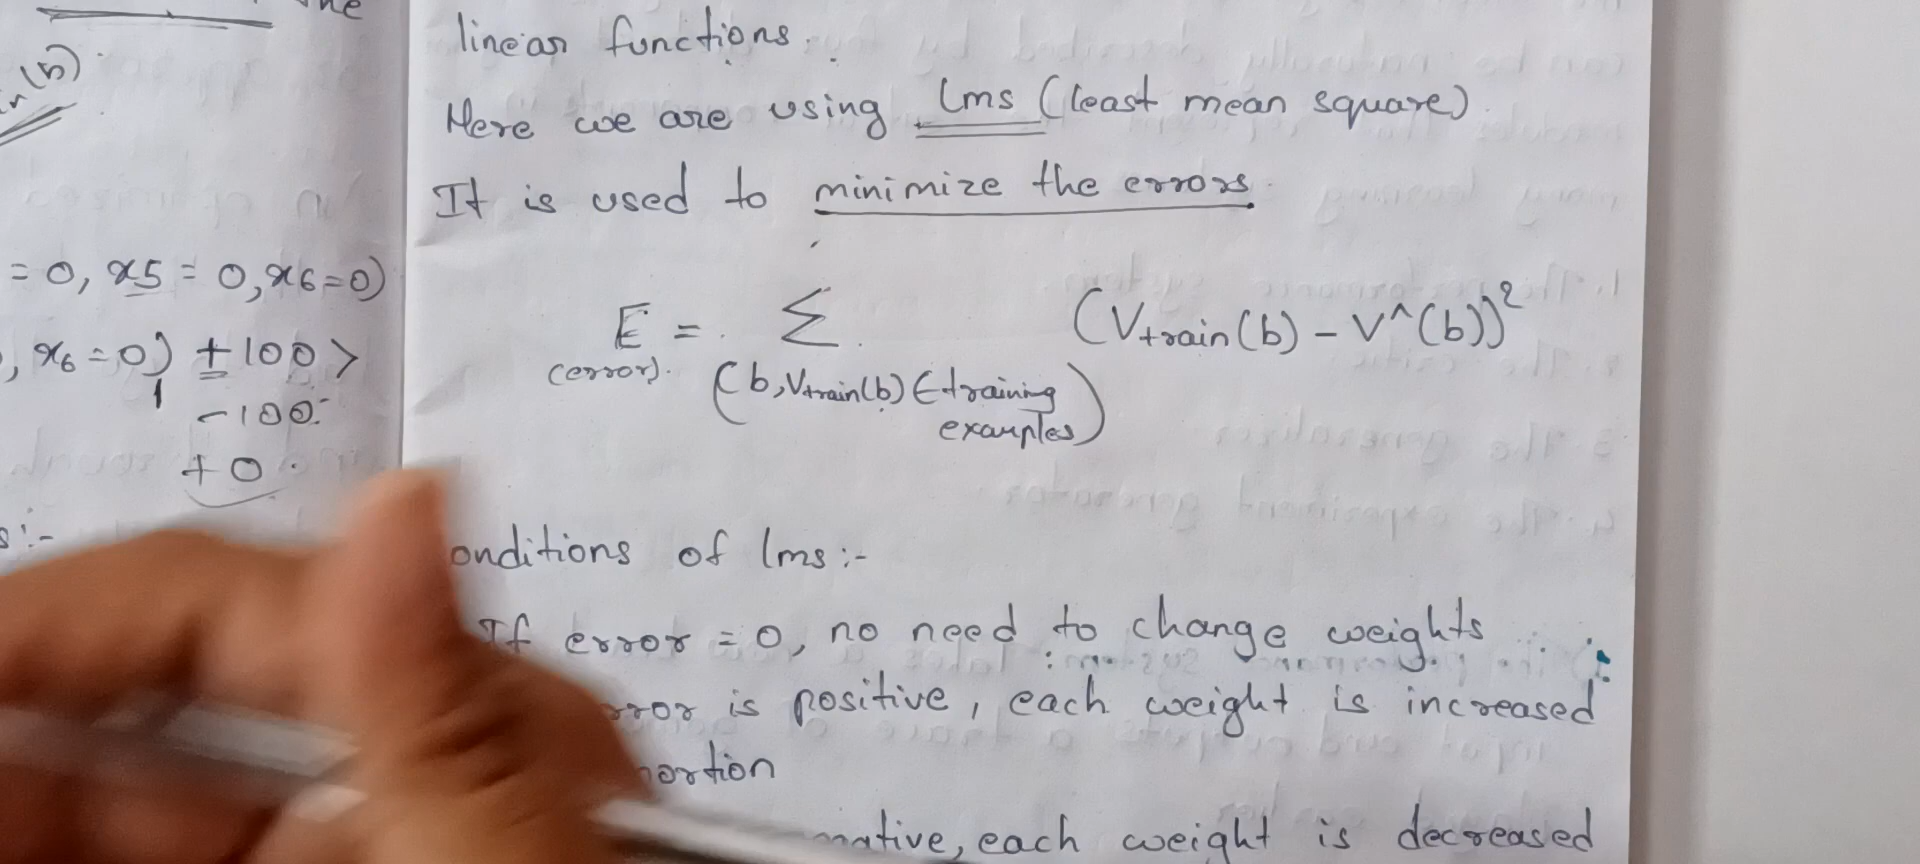 (b)
= 0, x5 = 0, x6 = 0)
, x6 = 0) +100 >
-100
+0
linear functions.
Here we are using lms (least mean square)
It is used to minimize the errors
E = Σ (Vtrain(b) - V^(b))²
(error). (b, Vtrain(b) ∈ training
examples)
onditions of lms:-
If error = 0, no need to change weights
rror is positive, each weight is increased
ortion
ative, each weight is decreased